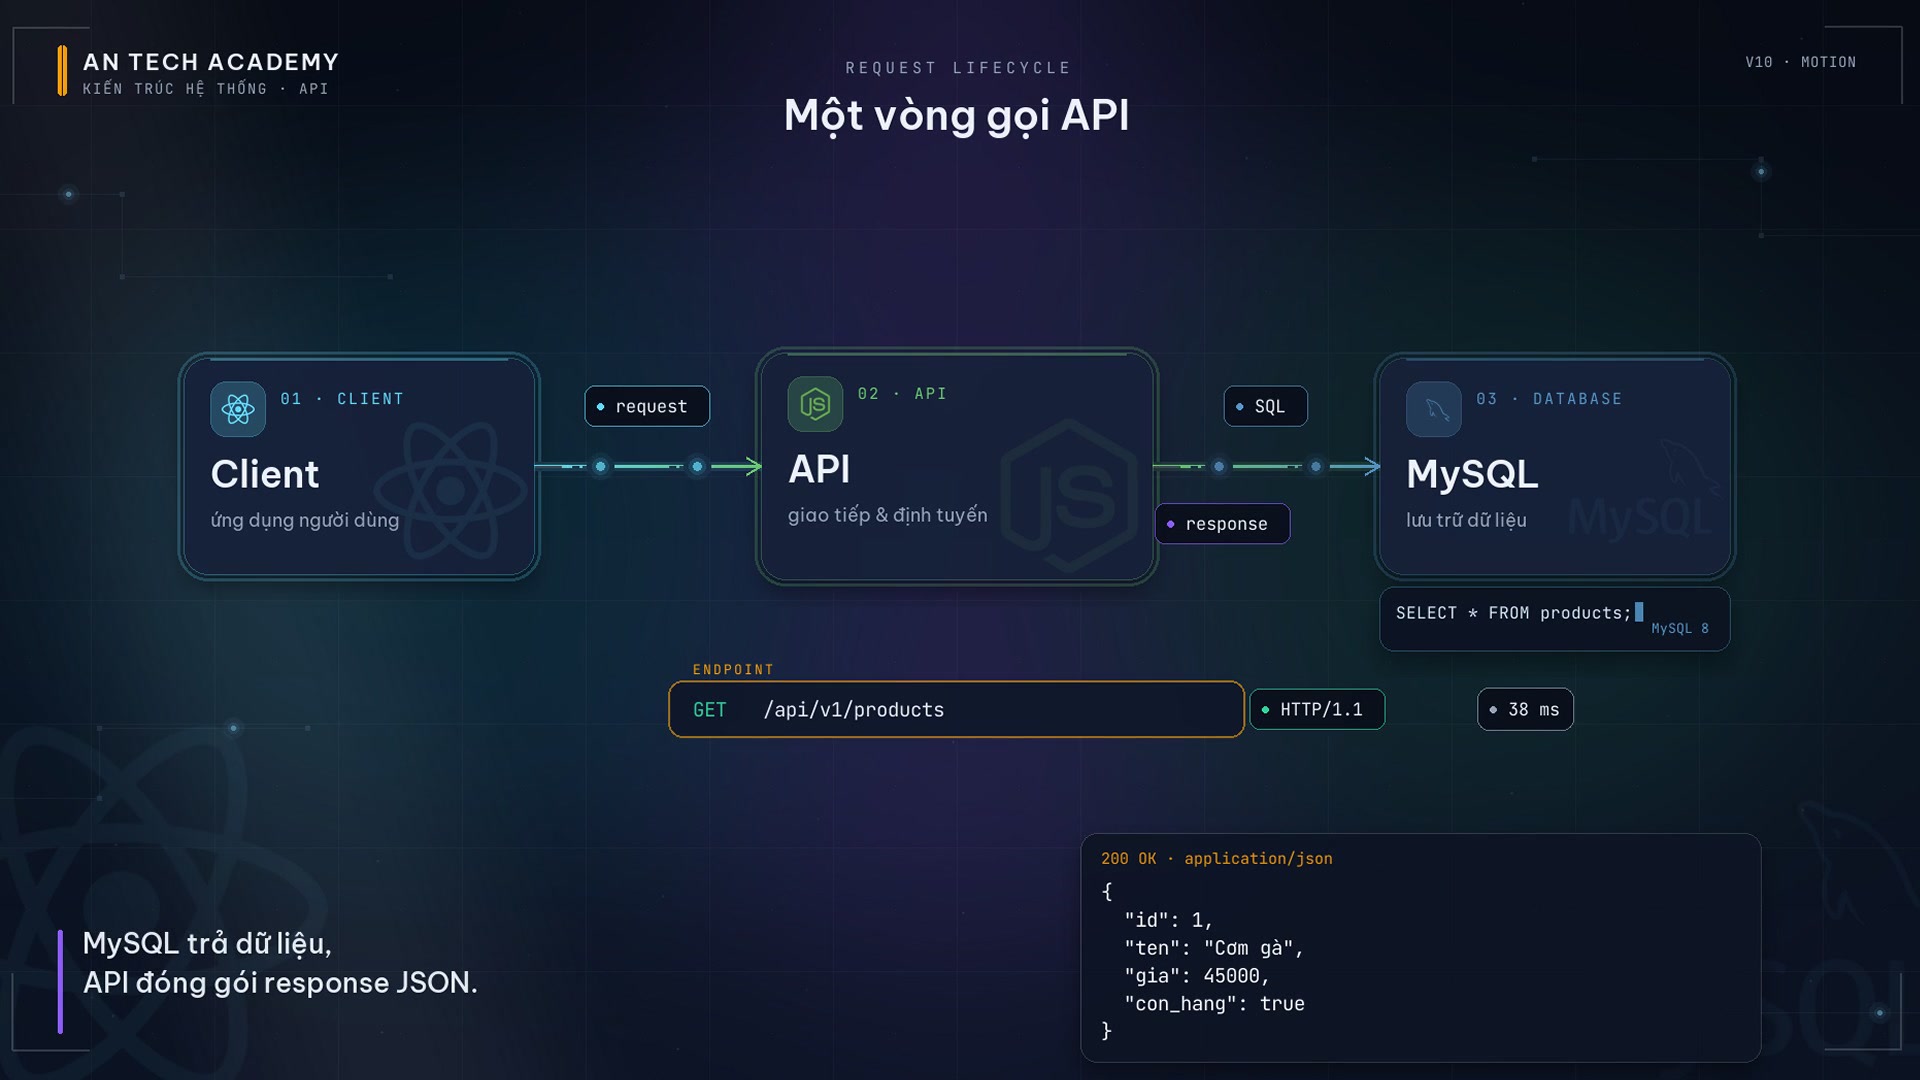 AN TECH ACADEMY
KIẾN TRÚC HỆ THỐNG · API
REQUEST LIFECYCLE
Một vòng gọi API
V10 · MOTION
01 · CLIENT
Client
ứng dụng người dùng
request
02 · API
JS
API
giao tiếp & định tuyến
JS
SQL
response
03 · DATABASE
MySQL
lưu trữ dữ liệu
MySQL
SELECT * FROM products;
MySQL 8
ENDPOINT
GET /api/v1/products
HTTP/1.1
38 ms
200 OK · application/json
{
"id": 1,
"ten": "Cơm gà",
"gia": 45000,
"con_hang": true
}
MySQL trả dữ liệu,
API đóng gói response JSON.
SQL